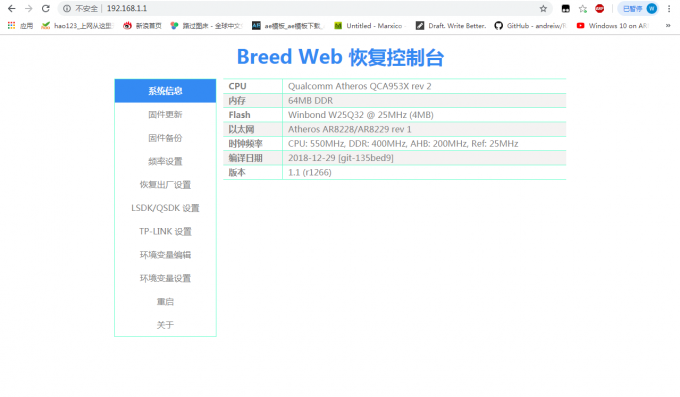 不安全 | 192.168.1.1
已暂停 W
应用 hao123_上网从这里 新浪首页 路过图床 - 全球中文 ae模板_ae模板下载 Untitled - Marxico Draft. Write Better. GitHub - andreiw/R Windows 10 on AR »
Breed Web 恢复控制台
系统信息
固件更新
固件备份
频率设置
恢复出厂设置
LSDK/QSDK 设置
TP-LINK 设置
环境变量编辑
环境变量设置
重启
关于
CPU Qualcomm Atheros QCA953X rev 2
内存 64MB DDR
Flash Winbond W25Q32 @ 25MHz (4MB)
以太网 Atheros AR8228/AR8229 rev 1
时钟频率 CPU: 550MHz, DDR: 400MHz, AHB: 200MHz, Ref: 25MHz
编译日期 2018-12-29 [git-135bed9]
版本 1.1 (r1266)